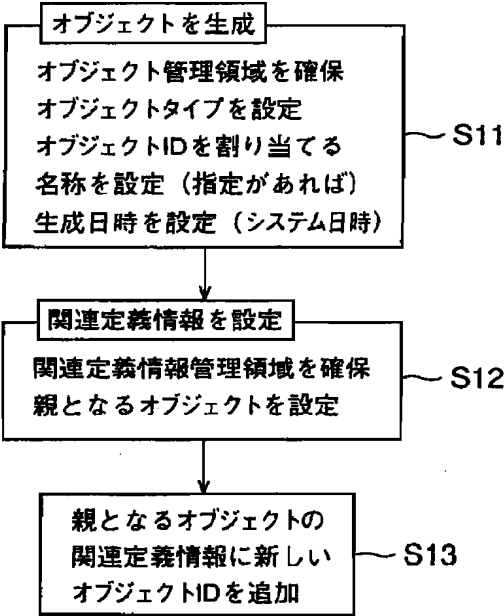 オブジェクトを生成
オブジェクト管理領域を確保
オブジェクトタイプを設定
オブジェクトIDを割り当てる
名称を設定（指定があれば）
生成日時を設定（システム日時）
S11
関連定義情報を設定
関連定義情報管理領域を確保
親となるオブジェクトを設定
S12
親となるオブジェクトの
関連定義情報に新しい
オブジェクトIDを追加
S13